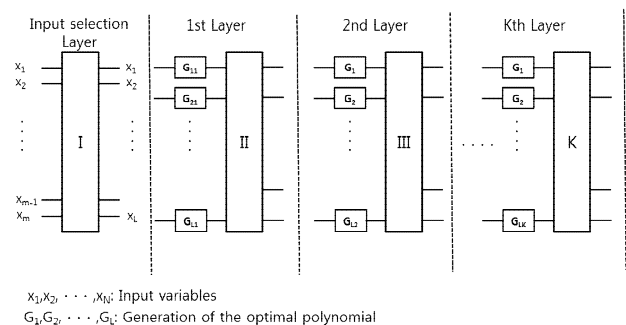 Input selection Layer
1st Layer
2nd Layer
Kth Layer
x1 x1 G11 G1 G1
x2 x2 G21 G2 G2
I II III K
xm-1
xm xL GL1 GL2 GLK
x1,x2, · · · ,xN: Input variables
G1,G2, · · · ,GL: Generation of the optimal polynomial